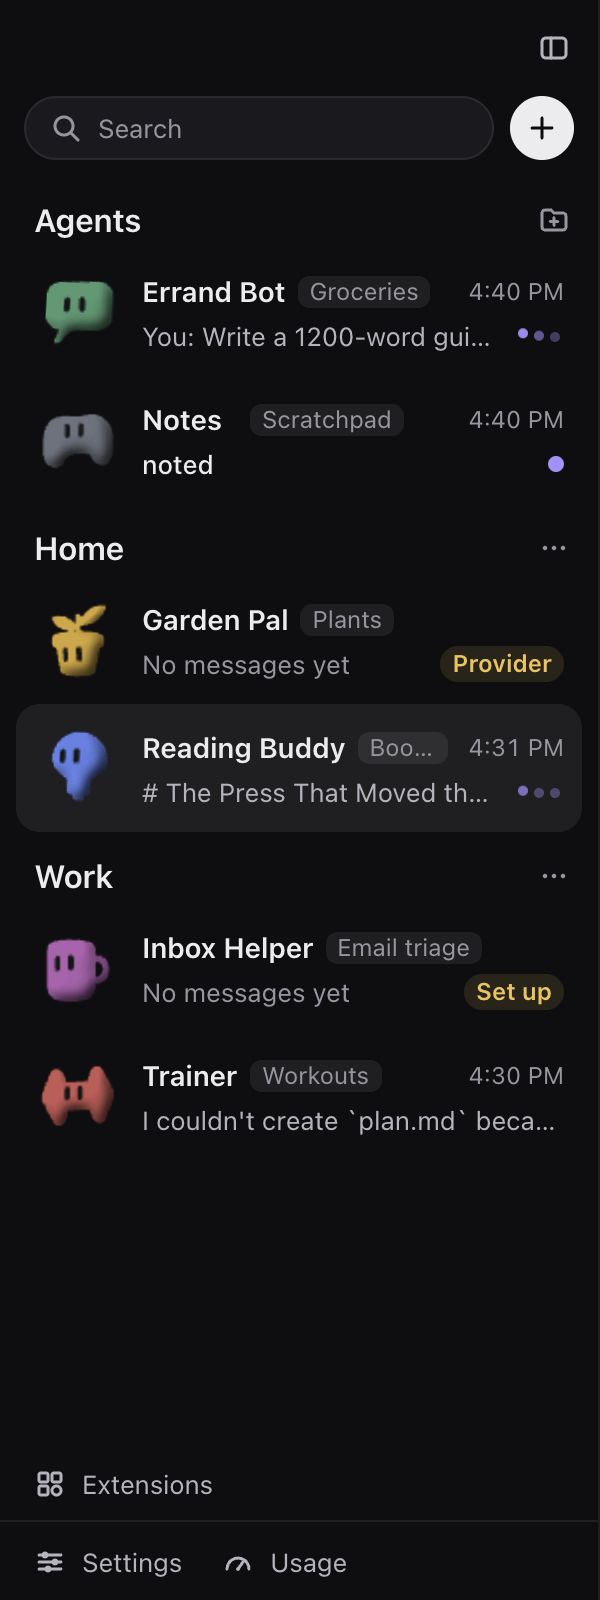 Search
Agents
Errand Bot Groceries 4:40 PM
You: Write a 1200-word gui...
Notes Scratchpad 4:40 PM
noted
Home
Garden Pal Plants
No messages yet Provider
Reading Buddy Boo... 4:31 PM
# The Press That Moved th...
Work
Inbox Helper Email triage
No messages yet Set up
Trainer Workouts 4:30 PM
I couldn't create `plan.md` beca...
Extensions
Settings Usage